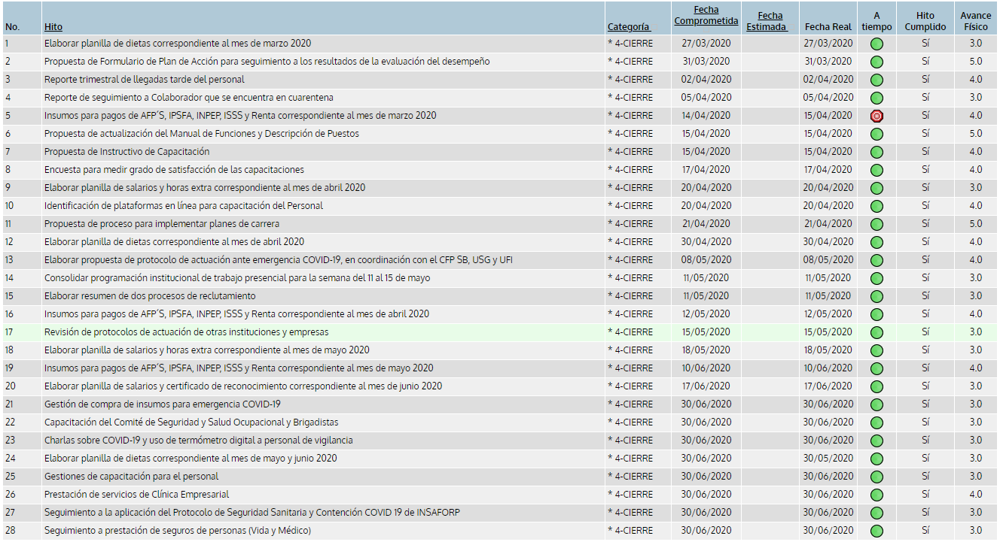 No. Hito Categoría Fecha Comprometida Fecha Estimada Fecha Real A tiempo Hito Cumplido Avance Físico
1 Elaborar planilla de dietas correspondiente al mes de marzo 2020 * 4-CIERRE 27/03/2020 27/03/2020 Sí 3.0
2 Propuesta de Formulario de Plan de Acción para seguimiento a los resultados de la evaluación del desempeño * 4-CIERRE 31/03/2020 31/03/2020 Sí 5.0
3 Reporte trimestral de llegadas tarde del personal * 4-CIERRE 02/04/2020 02/04/2020 Sí 4.0
4 Reporte de seguimiento a Colaborador que se encuentra en cuarentena * 4-CIERRE 05/04/2020 05/04/2020 Sí 3.0
5 Insumos para pagos de AFP´S, IPSFA, INPEP, ISSS y Renta correspondiente al mes de marzo 2020 * 4-CIERRE 14/04/2020 15/04/2020 Sí 4.0
6 Propuesta de actualización del Manual de Funciones y Descripción de Puestos * 4-CIERRE 15/04/2020 15/04/2020 Sí 5.0
7 Propuesta de Instructivo de Capacitación * 4-CIERRE 15/04/2020 15/04/2020 Sí 4.0
8 Encuesta para medir grado de satisfacción de las capacitaciones * 4-CIERRE 17/04/2020 17/04/2020 Sí 4.0
9 Elaborar planilla de salarios y horas extra correspondiente al mes de abril 2020 * 4-CIERRE 20/04/2020 20/04/2020 Sí 3.0
10 Identificación de plataformas en línea para capacitación del Personal * 4-CIERRE 20/04/2020 20/04/2020 Sí 4.0
11 Propuesta de proceso para implementar planes de carrera * 4-CIERRE 21/04/2020 21/04/2020 Sí 5.0
12 Elaborar planilla de dietas correspondiente al mes de abril 2020 * 4-CIERRE 30/04/2020 30/04/2020 Sí 4.0
13 Elaborar propuesta de protocolo de actuación ante emergencia COVID-19, en coordinación con el CFP SB, USG y UFI * 4-CIERRE 08/05/2020 08/05/2020 Sí 4.0
14 Consolidar programación institucional de trabajo presencial para la semana del 11 al 15 de mayo * 4-CIERRE 11/05/2020 11/05/2020 Sí 3.0
15 Elaborar resumen de dos procesos de reclutamiento * 4-CIERRE 11/05/2020 11/05/2020 Sí 3.0
16 Insumos para pagos de AFP´S, IPSFA, INPEP, ISSS y Renta correspondiente al mes de abril 2020 * 4-CIERRE 12/05/2020 12/05/2020 Sí 4.0
17 Revisión de protocolos de actuación de otras instituciones y empresas * 4-CIERRE 15/05/2020 15/05/2020 Sí 3.0
18 Elaborar planilla de salarios y horas extra correspondiente al mes de mayo 2020 * 4-CIERRE 18/05/2020 18/05/2020 Sí 3.0
19 Insumos para pagos de AFP´S, IPSFA, INPEP, ISSS y Renta correspondiente al mes de mayo 2020 * 4-CIERRE 10/06/2020 10/06/2020 Sí 4.0
20 Elaborar planilla de salarios y certificado de reconocimiento correspondiente al mes de junio 2020 * 4-CIERRE 17/06/2020 17/06/2020 Sí 3.0
21 Gestión de compra de insumos para emergencia COVID-19 * 4-CIERRE 30/06/2020 30/06/2020 Sí 3.0
22 Capacitación del Comité de Seguridad y Salud Ocupacional y Brigadistas * 4-CIERRE 30/06/2020 30/06/2020 Sí 3.0
23 Charlas sobre COVID-19 y uso de termómetro digital a personal de vigilancia * 4-CIERRE 30/06/2020 30/06/2020 Sí 3.0
24 Elaborar planilla de dietas correspondiente al mes de mayo y junio 2020 * 4-CIERRE 30/06/2020 30/05/2020 Sí 3.0
25 Gestiones de capacitación para el personal * 4-CIERRE 30/06/2020 30/06/2020 Sí 3.0
26 Prestación de servicios de Clínica Empresarial * 4-CIERRE 30/06/2020 30/06/2020 Sí 4.0
27 Seguimiento a la aplicación del Protocolo de Seguridad Sanitaria y Contención COVID 19 de INSAFORP * 4-CIERRE 30/06/2020 30/06/2020 Sí 3.0
28 Seguimiento a prestación de seguros de personas (Vida y Médico) * 4-CIERRE 30/06/2020 30/06/2020 Sí 3.0